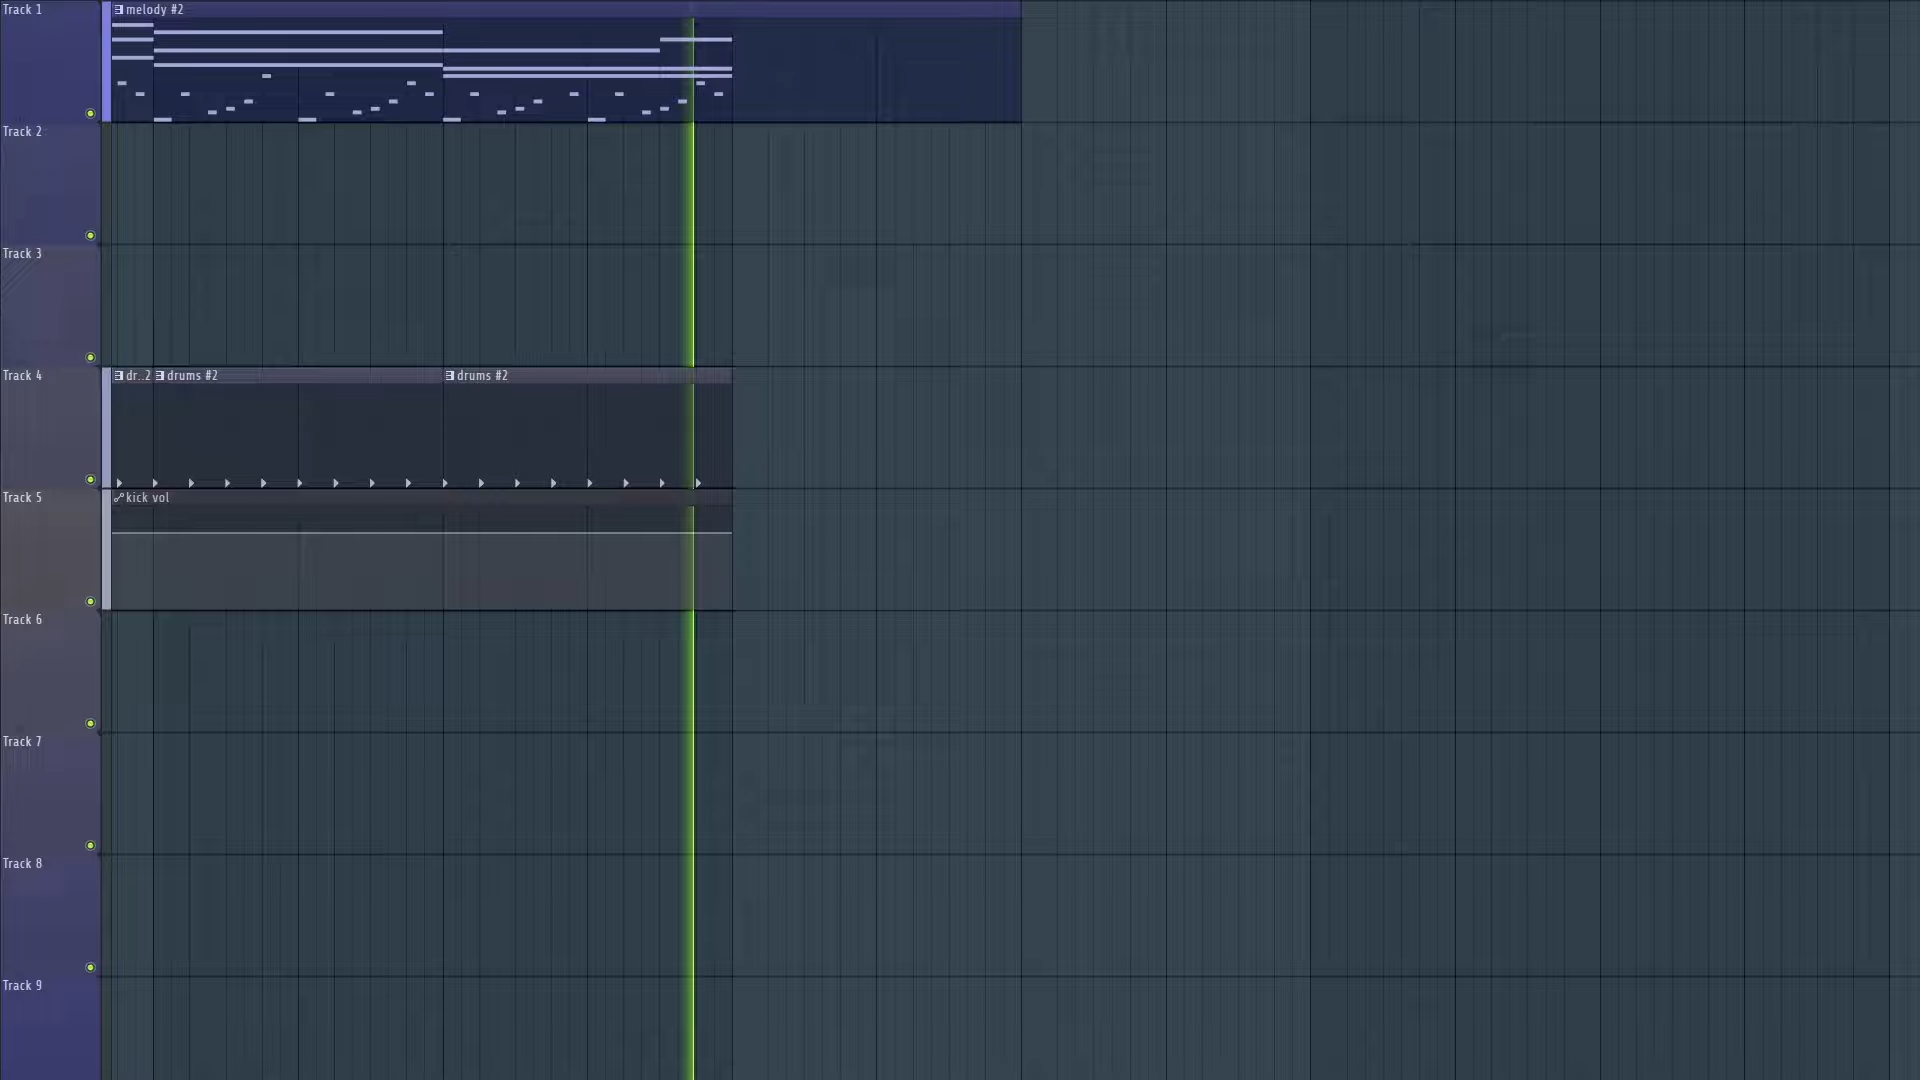 Track 1
melody #2
Track 2
Track 3
Track 4
dr..2 drums #2 drums #2
Track 5
kick vol
Track 6
Track 7
Track 8
Track 9